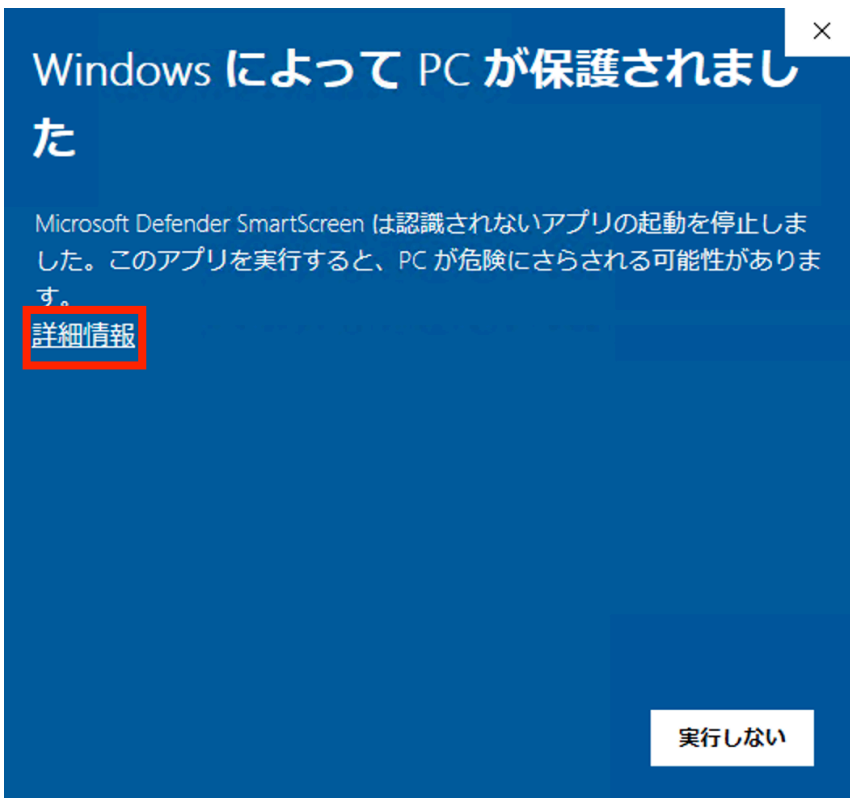 Windows によって PC が保護されまし
た
Microsoft Defender SmartScreen は認識されないアプリの起動を停止しま
した。このアプリを実行すると、PC が危険にさらされる可能性がありま
す。
詳細情報
実行しない